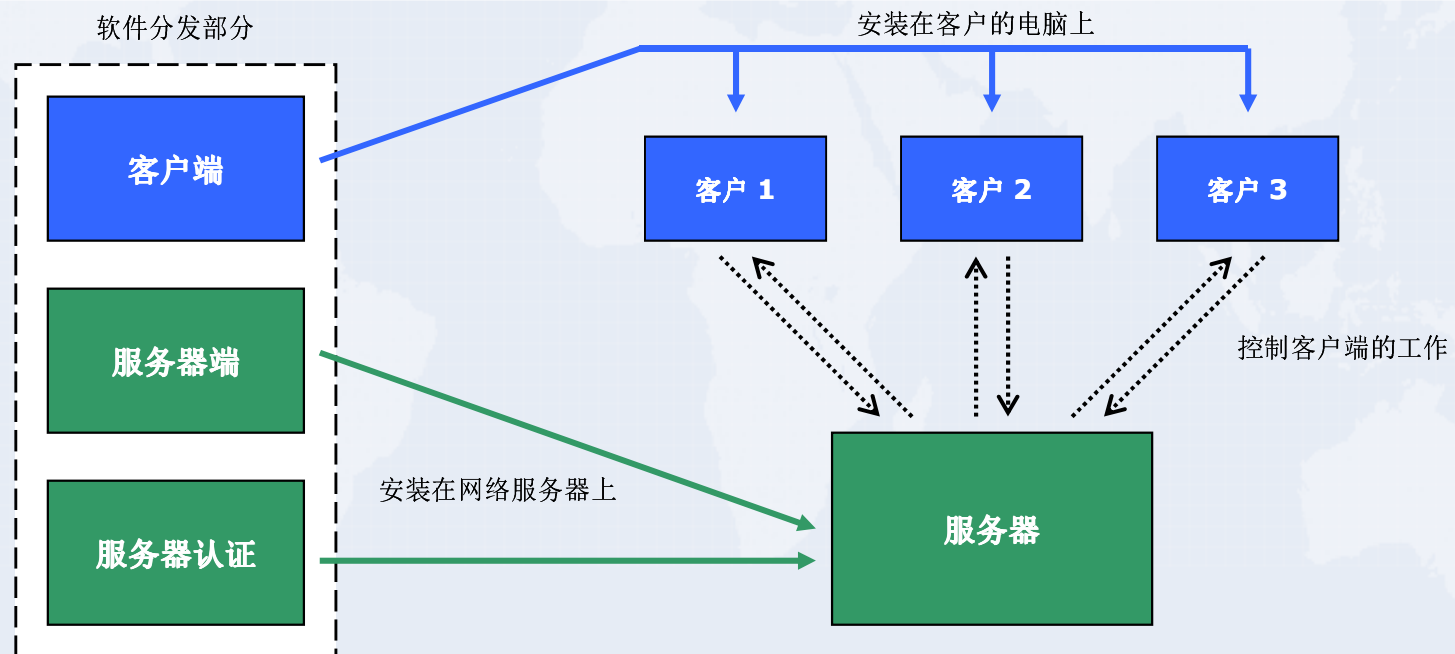 软件分发部分
安装在客户的电脑上
客户端
客户 1
客户 2
客户 3
服务器端
控制客户端的工作
安装在网络服务器上
服务器认证
服务器